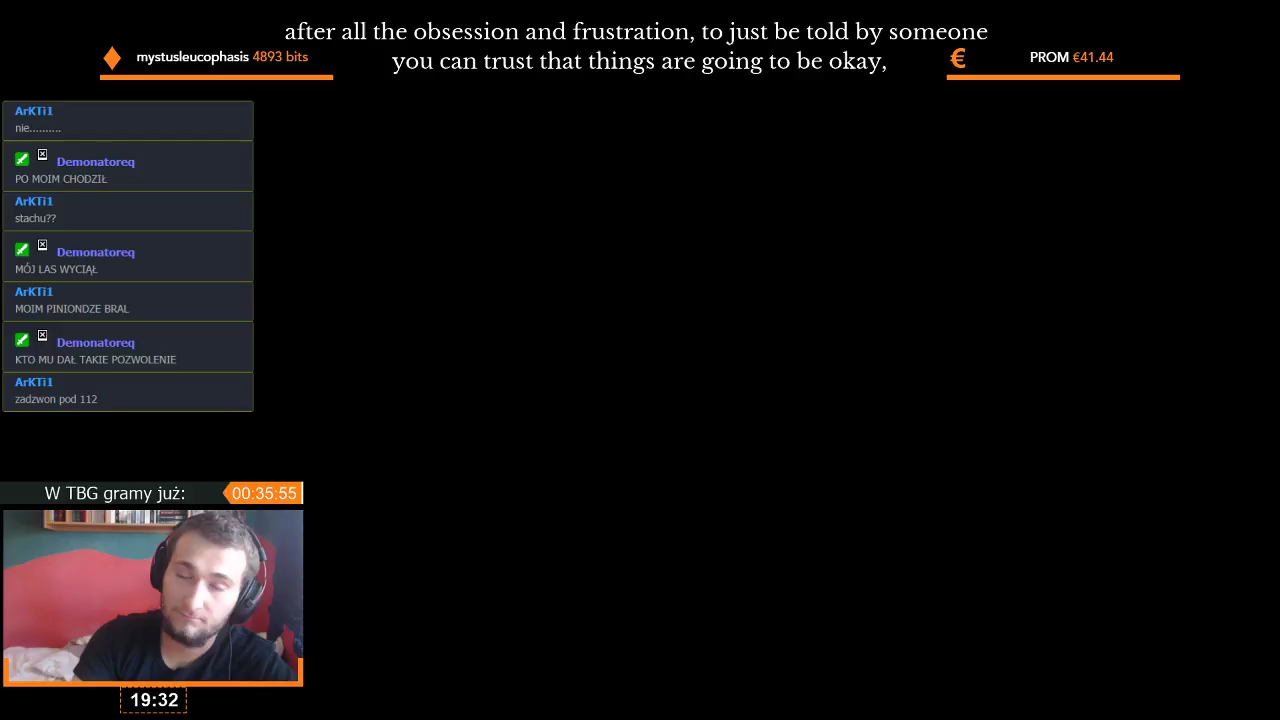 after all the obsession and frustration, to just be told by someone
you can trust that things are going to be okay,
mystusleucophasis 4893 bits
€ PROM €41.44
ArKTi1
nie..........
Demonatoreq
PO MOIM CHODZIŁ
ArKTi1
stachu??
Demonatoreq
MÓJ LAS WYCIĄŁ
ArKTi1
MOIM PINIONDZE BRAL
Demonatoreq
KTO MU DAŁ TAKIE POZWOLENIE
ArKTi1
zadzwon pod 112
W TBG gramy już: 00:35:55
19:32